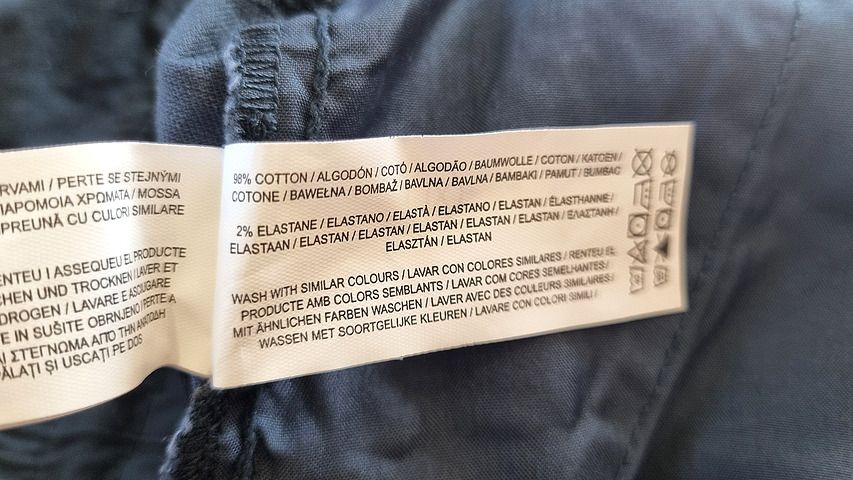 RVAMI / PERTE SE STEJNÝMI
ΠΑΡΟΜΟΙΑ ΧΡΩΜΑΤΑ / MOSSA
PREUNĂ CU CULORI SIMILARE
ENTEU I ASSEQUEU EL PRODUCTE
CHEN UND TROCKNEN / LAVER ET
DROGEN / LAVARE E ASCIUGARE
TE IN SUŠITE OBRNJENO / PERTE A
ΣΤΕΓΝΩΜΑ ΑΠΟ ΤΗΝ ΑΝΑΠΟΔΗ
ĂLAȚI ȘI USCAȚI PE DOS
98% COTTON / ALGODÓN / COTÓ / ALGODÃO / BAUMWOLLE / COTON / KATOEN /
COTONE / BAWEŁNA / BOMBAŽ / BAVLNA / BAVLNA / BAMBAKI / PAMUT / BUMBAC
2% ELASTANE / ELASTANO / ELASTÀ / ELASTANO / ELASTAN / ÉLASTHANNE /
ELASTAAN / ELASTAN / ELASTAN / ELASTAN / ELASTAN / ELASTAN / ΕΛΑΣΤΑΝΗ /
ELASZTÁN / ELASTAN
WASH WITH SIMILAR COLOURS / LAVAR CON COLORES SIMILARES / RENTEU EL
PRODUCTE AMB COLORS SEMBLANTS / LAVAR COM CORES SEMELHANTES /
MIT ÄHNLICHEN FARBEN WASCHEN / LAVER AVEC DES COULEURS SIMILAIRES /
WASSEN MET SOORTGELIJKE KLEUREN / LAVARE CON COLORI SIMILI /